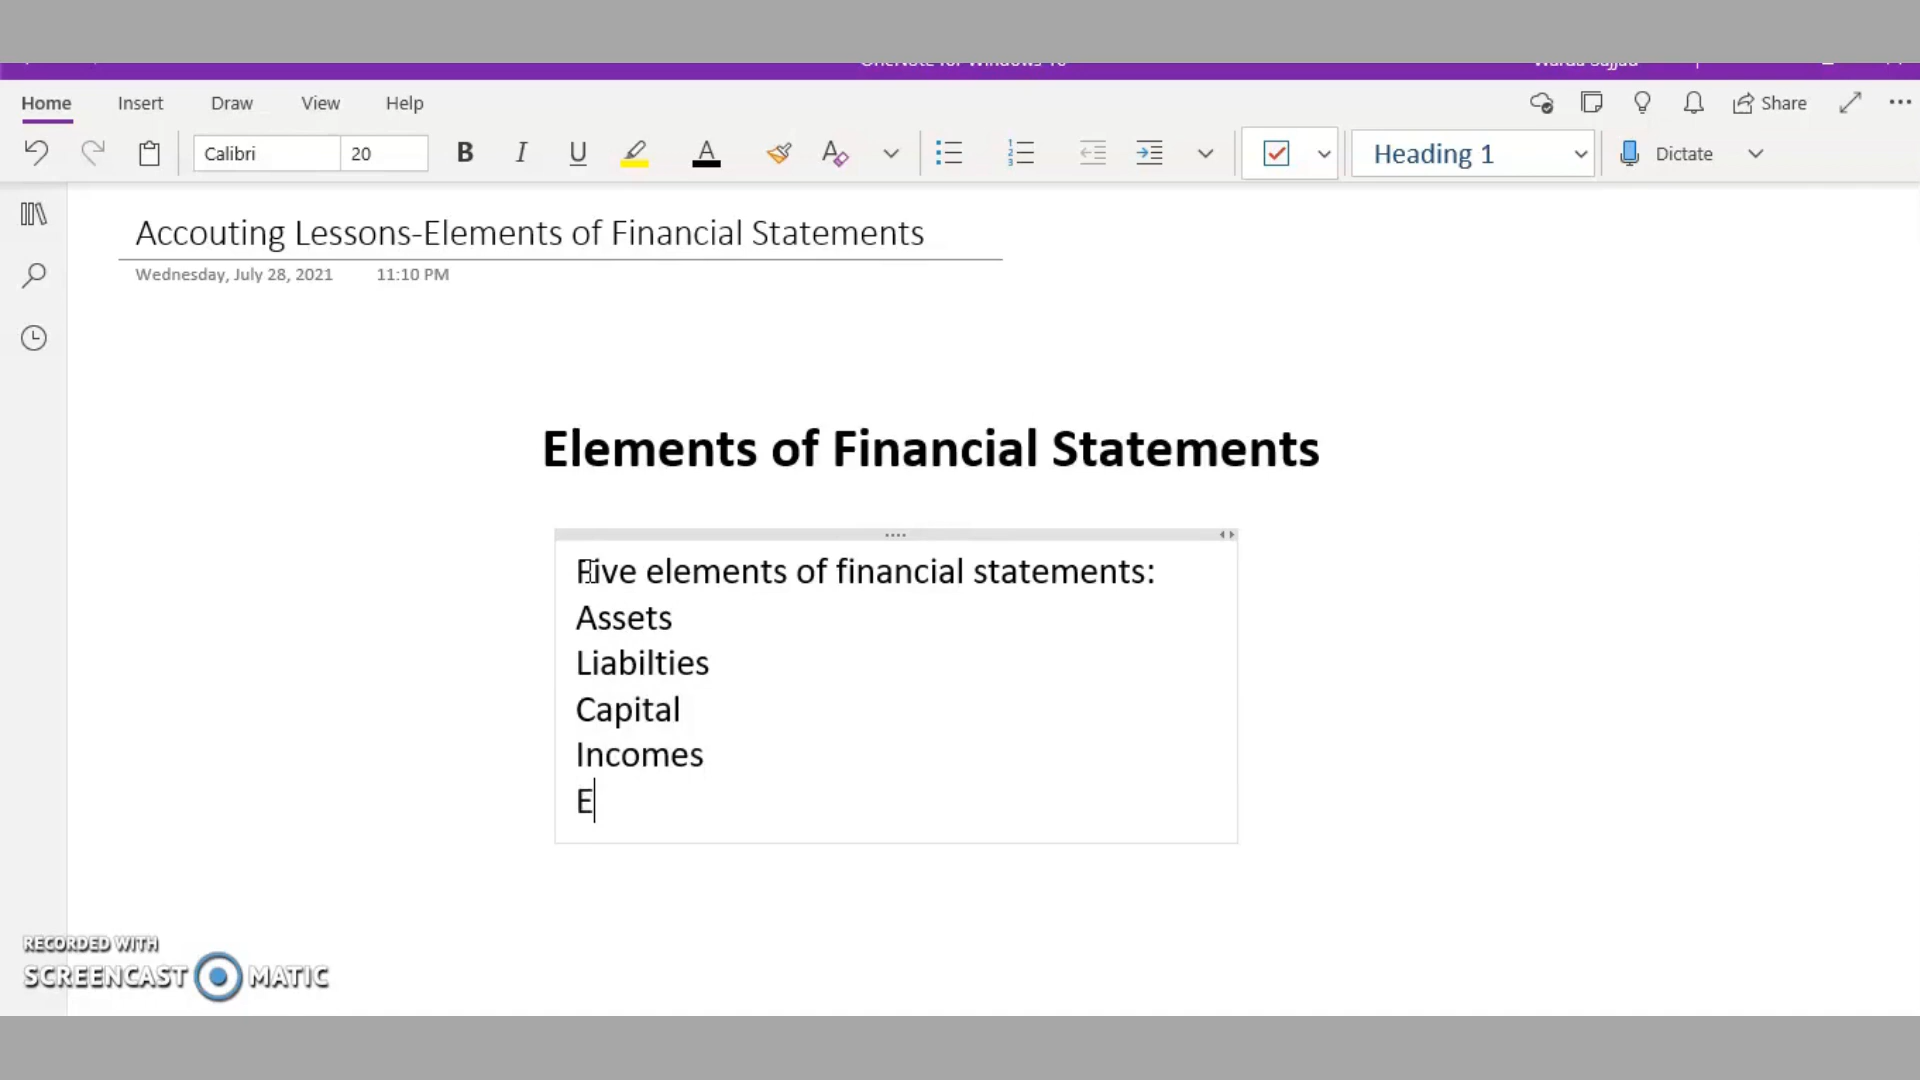 Home Insert Draw View Help Share
Calibri 20 B I U A A Heading 1 Dictate
Accouting Lessons-Elements of Financial Statements
Wednesday, July 28, 2021 11:10 PM
Elements of Financial Statements
Five elements of financial statements:
Assets
Liabilties
Capital
Incomes
E
RECORDED WITH
SCREENCAST MATIC